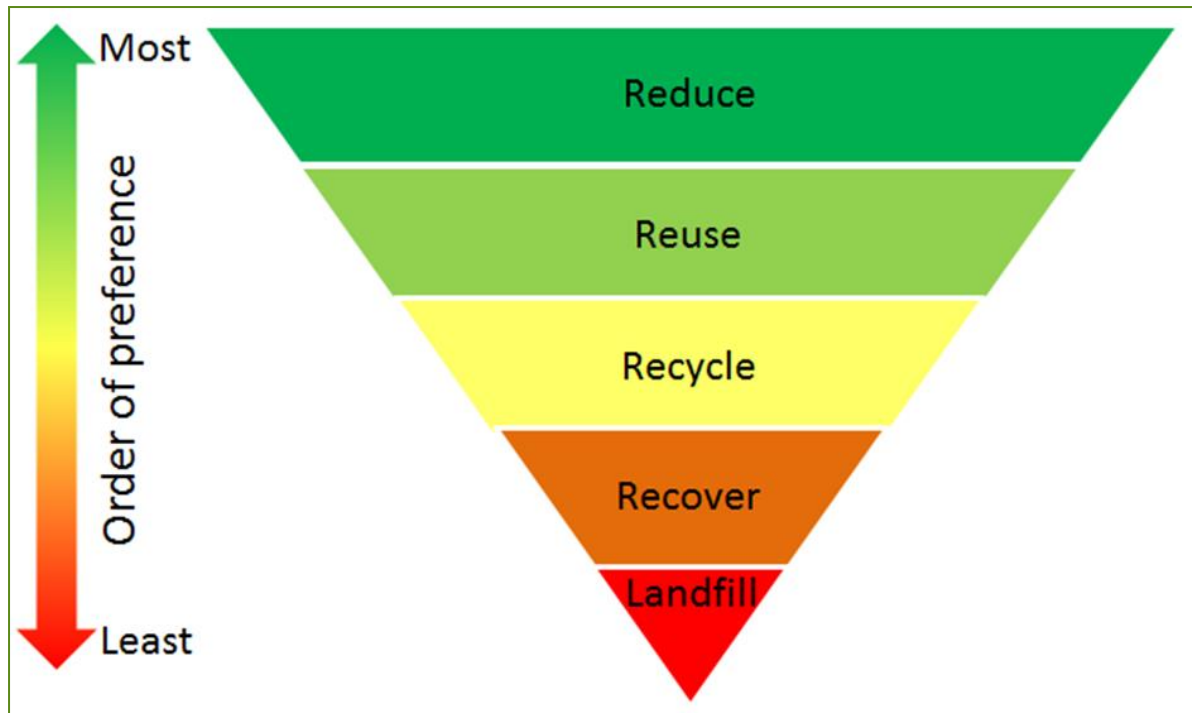 Most
Reduce
Reuse
Order of preference
Recycle
Recover
Landfill
Least